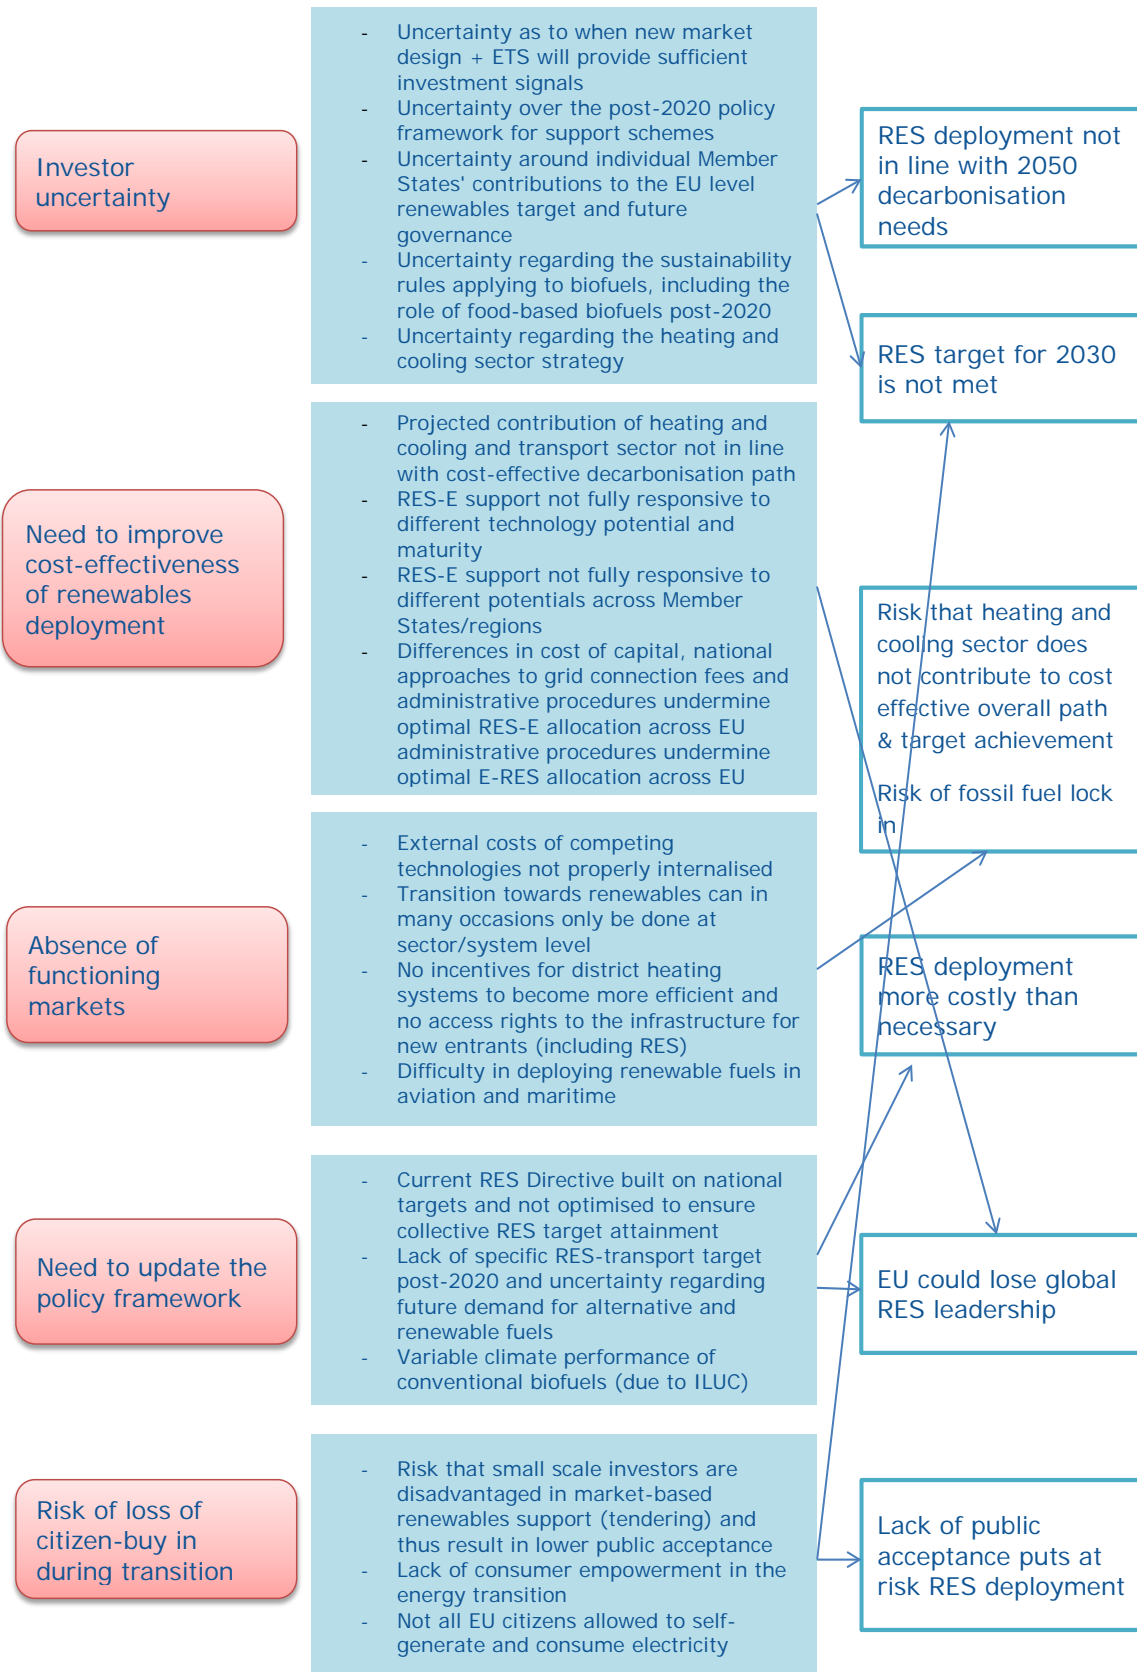 Investor
uncertainty
- Uncertainty as to when new market
design + ETS will provide sufficient
investment signals
- Uncertainty over the post-2020 policy
framework for support schemes
- Uncertainty around individual Member
States' contributions to the EU level
renewables target and future
governance
- Uncertainty regarding the sustainability
rules applying to biofuels, including the
role of food-based biofuels post-2020
- Uncertainty regarding the heating and
cooling sector strategy
RES deployment not
in line with 2050
decarbonisation
needs
RES target for 2030
is not met
Need to improve
cost-effectiveness
of renewables
deployment
- Projected contribution of heating and
cooling and transport sector not in line
with cost-effective decarbonisation path
- RES-E support not fully responsive to
different technology potential and
maturity
- RES-E support not fully responsive to
different potentials across Member
States/regions
- Differences in cost of capital, national
approaches to grid connection fees and
administrative procedures undermine
optimal RES-E allocation across EU
administrative procedures undermine
optimal E-RES allocation across EU
Risk that heating and
cooling sector does
not contribute to cost
effective overall path
& target achievement
Risk of fossil fuel lock
in
Absence of
functioning
markets
- External costs of competing
technologies not properly internalised
- Transition towards renewables can in
many occasions only be done at
sector/system level
- No incentives for district heating
systems to become more efficient and
no access rights to the infrastructure for
new entrants (including RES)
- Difficulty in deploying renewable fuels in
aviation and maritime
RES deployment
more costly than
necessary
Need to update the
policy framework
- Current RES Directive built on national
targets and not optimised to ensure
collective RES target attainment
- Lack of specific RES-transport target
post-2020 and uncertainty regarding
future demand for alternative and
renewable fuels
- Variable climate performance of
conventional biofuels (due to ILUC)
EU could lose global
RES leadership
Risk of loss of
citizen-buy in
during transition
- Risk that small scale investors are
disadvantaged in market-based
renewables support (tendering) and
thus result in lower public acceptance
- Lack of consumer empowerment in the
energy transition
- Not all EU citizens allowed to self-
generate and consume electricity
Lack of public
acceptance puts at
risk RES deployment